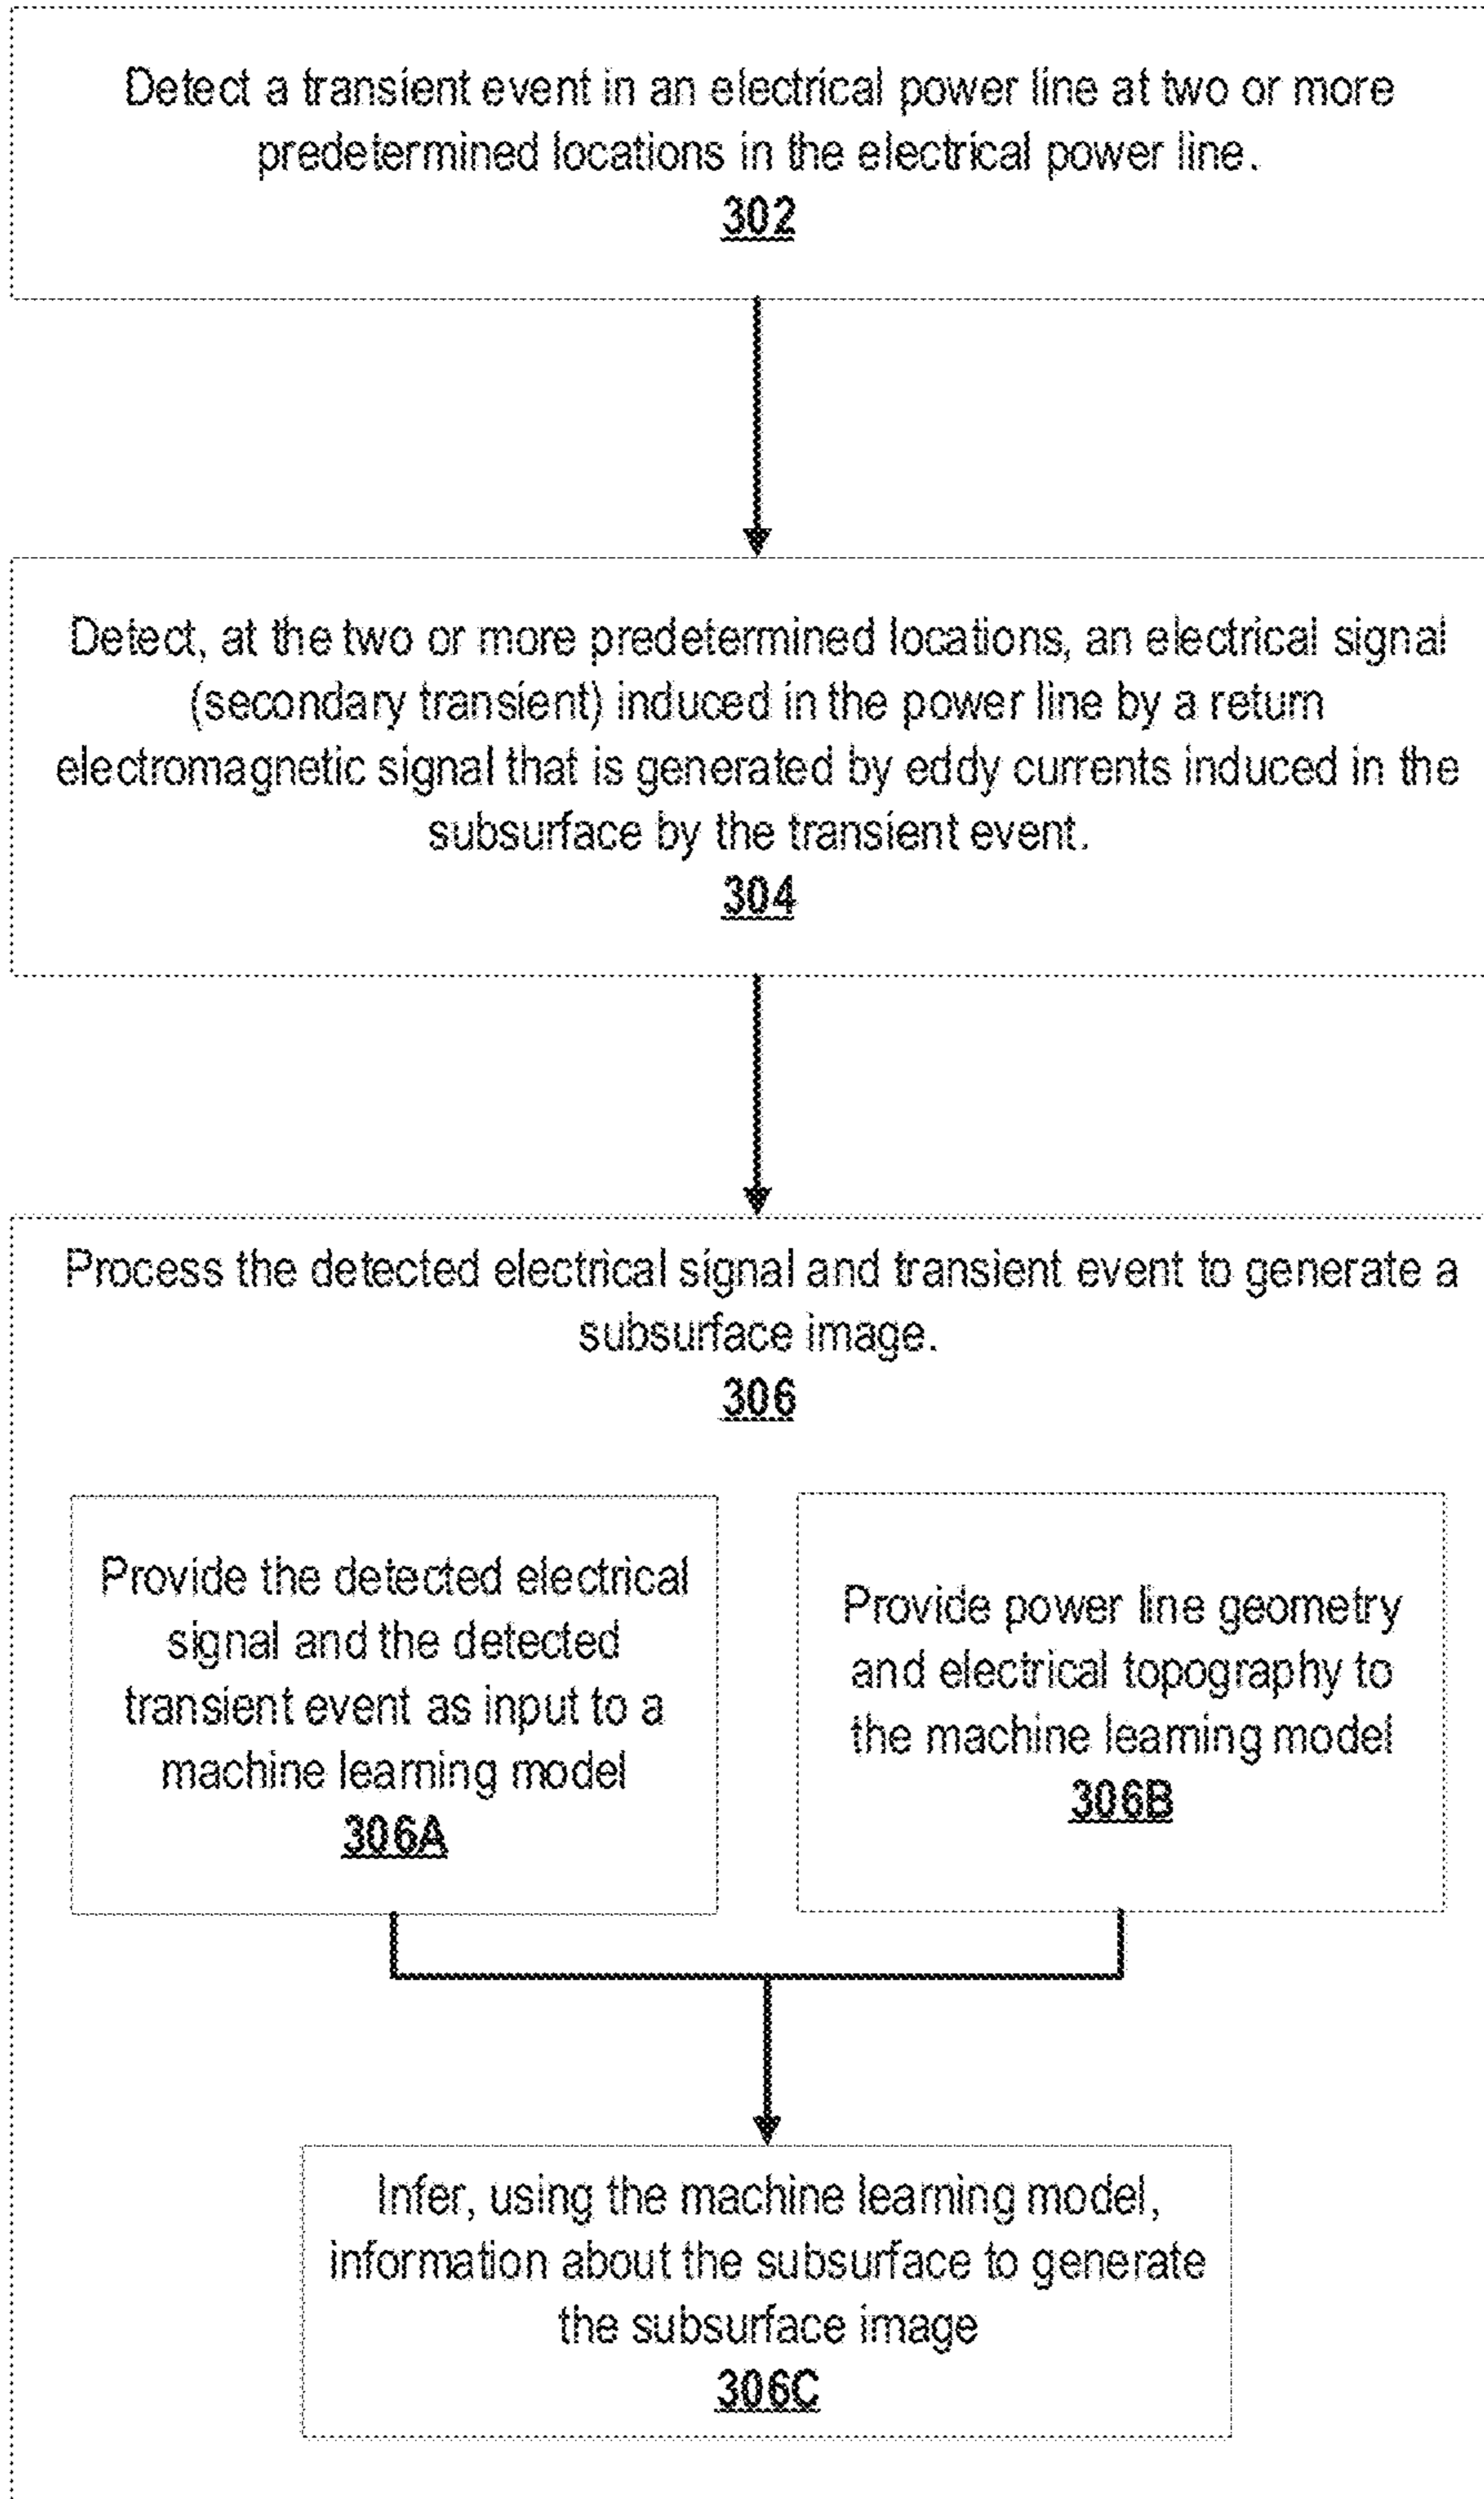 Detect a transient event in an electrical power line at two or more
predetermined locations in the electrical power line.
302
Detect, at the two or more predetermined locations, an electrical signal
(secondary transient) induced in the power line by a return
electromagnetic signal that is generated by eddy currents induced in the
subsurface by the transient event.
304
Process the detected electrical signal and transient event to generate a
subsurface image.
306
Provide the detected electrical
signal and the detected
transient event as input to a
machine learning model
306A
Provide power line geometry
and electrical topography to
the machine learning model
306B
Infer, using the machine learning model,
information about the subsurface to generate
the subsurface image
306C